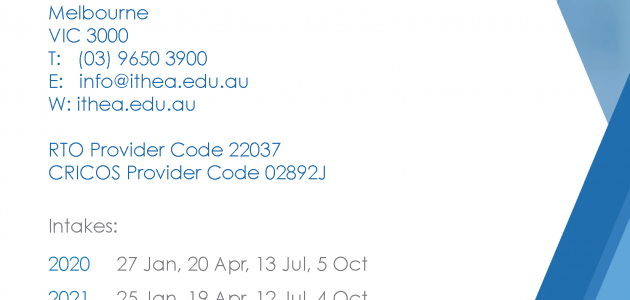 Melbourne
VIC 3000
T: (03) 9650 3900
E: info@ithea.edu.au
W: ithea.edu.au
RTO Provider Code 22037
CRICOS Provider Code 02892J
Intakes:
2020 27 Jan, 20 Apr, 13 Jul, 5 Oct
2021 25 Jan, 19 Apr, 12 Jul, 4 Oct